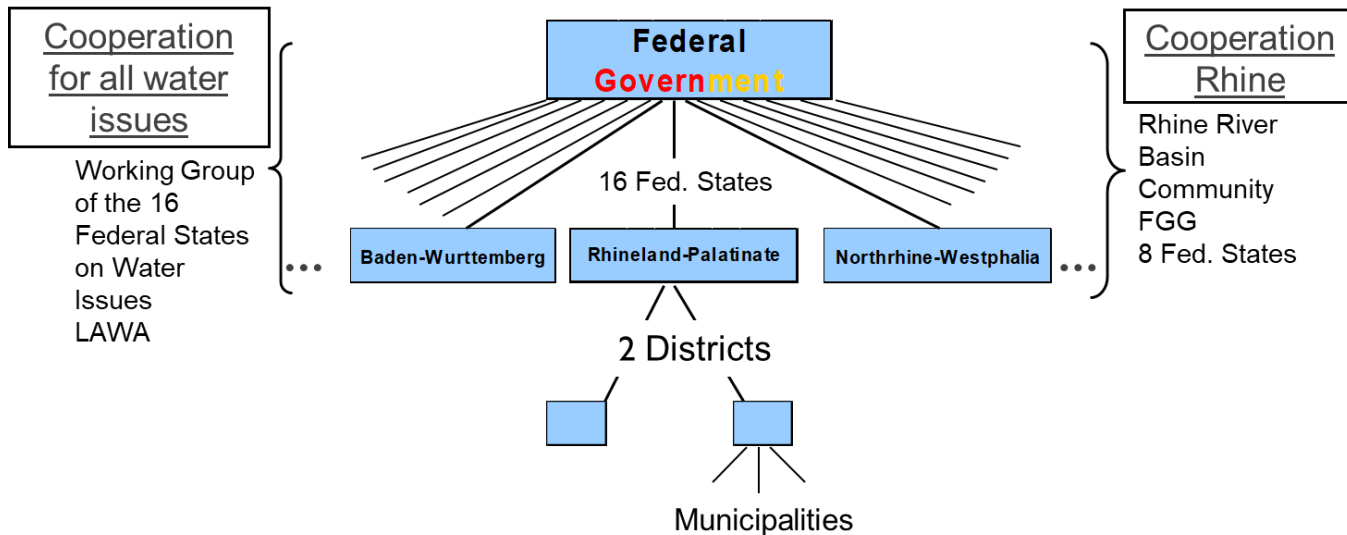 Cooperation
for all water
issues
Working Group
of the 16
Federal States
on Water
Issues
LAWA
Federal
Government
16 Fed. States
...
Baden-Wurttemberg
Rhineland-Palatinate
Northrhine-Westphalia
...
2 Districts
Municipalities
Cooperation
Rhine
Rhine River
Basin
Community
FGG
8 Fed. States